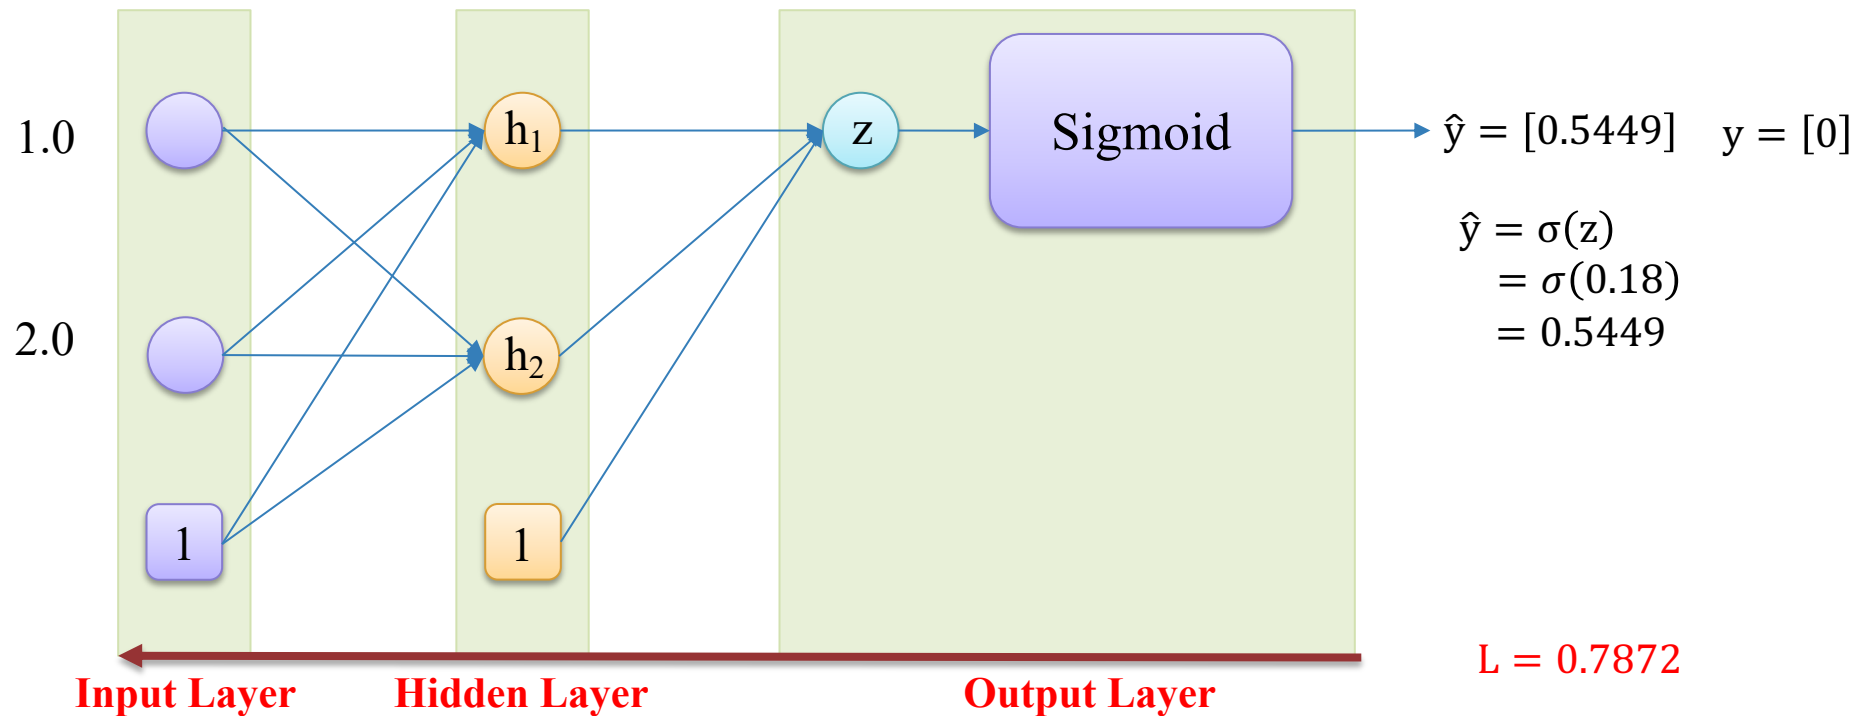 1.0
h₁
z
Sigmoid
ŷ = [0.5449]
y = [0]
ŷ = σ(z)
= σ(0.18)
= 0.5449
2.0
h₂
1
1
L = 0.7872
Input Layer
Hidden Layer
Output Layer